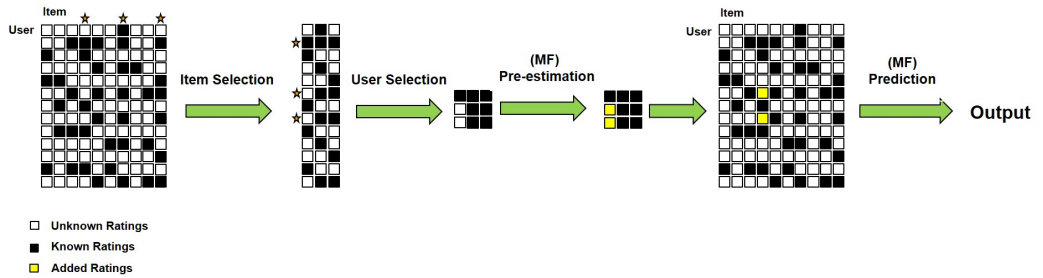 Item
User
Item Selection
User Selection
(MF)
Pre-estimation
Item
User
(MF)
Prediction
Output
Unknown Ratings
Known Ratings
Added Ratings